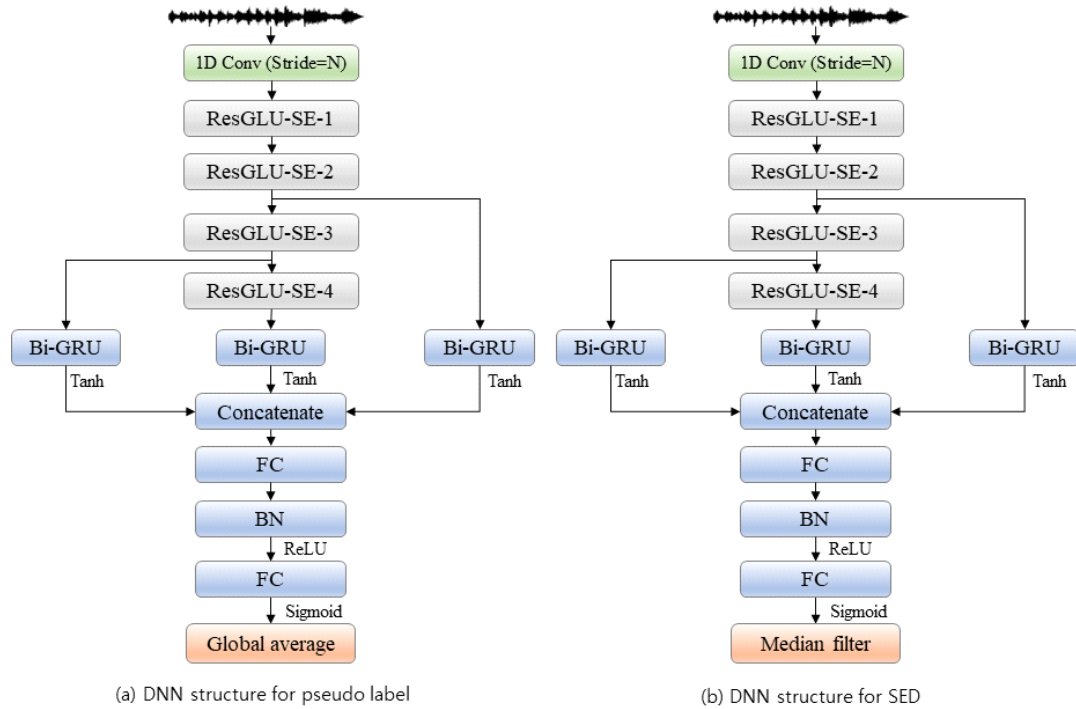 1D Conv (Stride=N)
ResGLU-SE-1
ResGLU-SE-2
ResGLU-SE-3
ResGLU-SE-4
Bi-GRU
Bi-GRU
Bi-GRU
Tanh
Tanh
Tanh
Concatenate
FC
BN
ReLU
FC
Sigmoid
Global average
(a) DNN structure for pseudo label
1D Conv (Stride=N)
ResGLU-SE-1
ResGLU-SE-2
ResGLU-SE-3
ResGLU-SE-4
Bi-GRU
Bi-GRU
Bi-GRU
Tanh
Tanh
Tanh
Concatenate
FC
BN
ReLU
FC
Sigmoid
Median filter
(b) DNN structure for SED